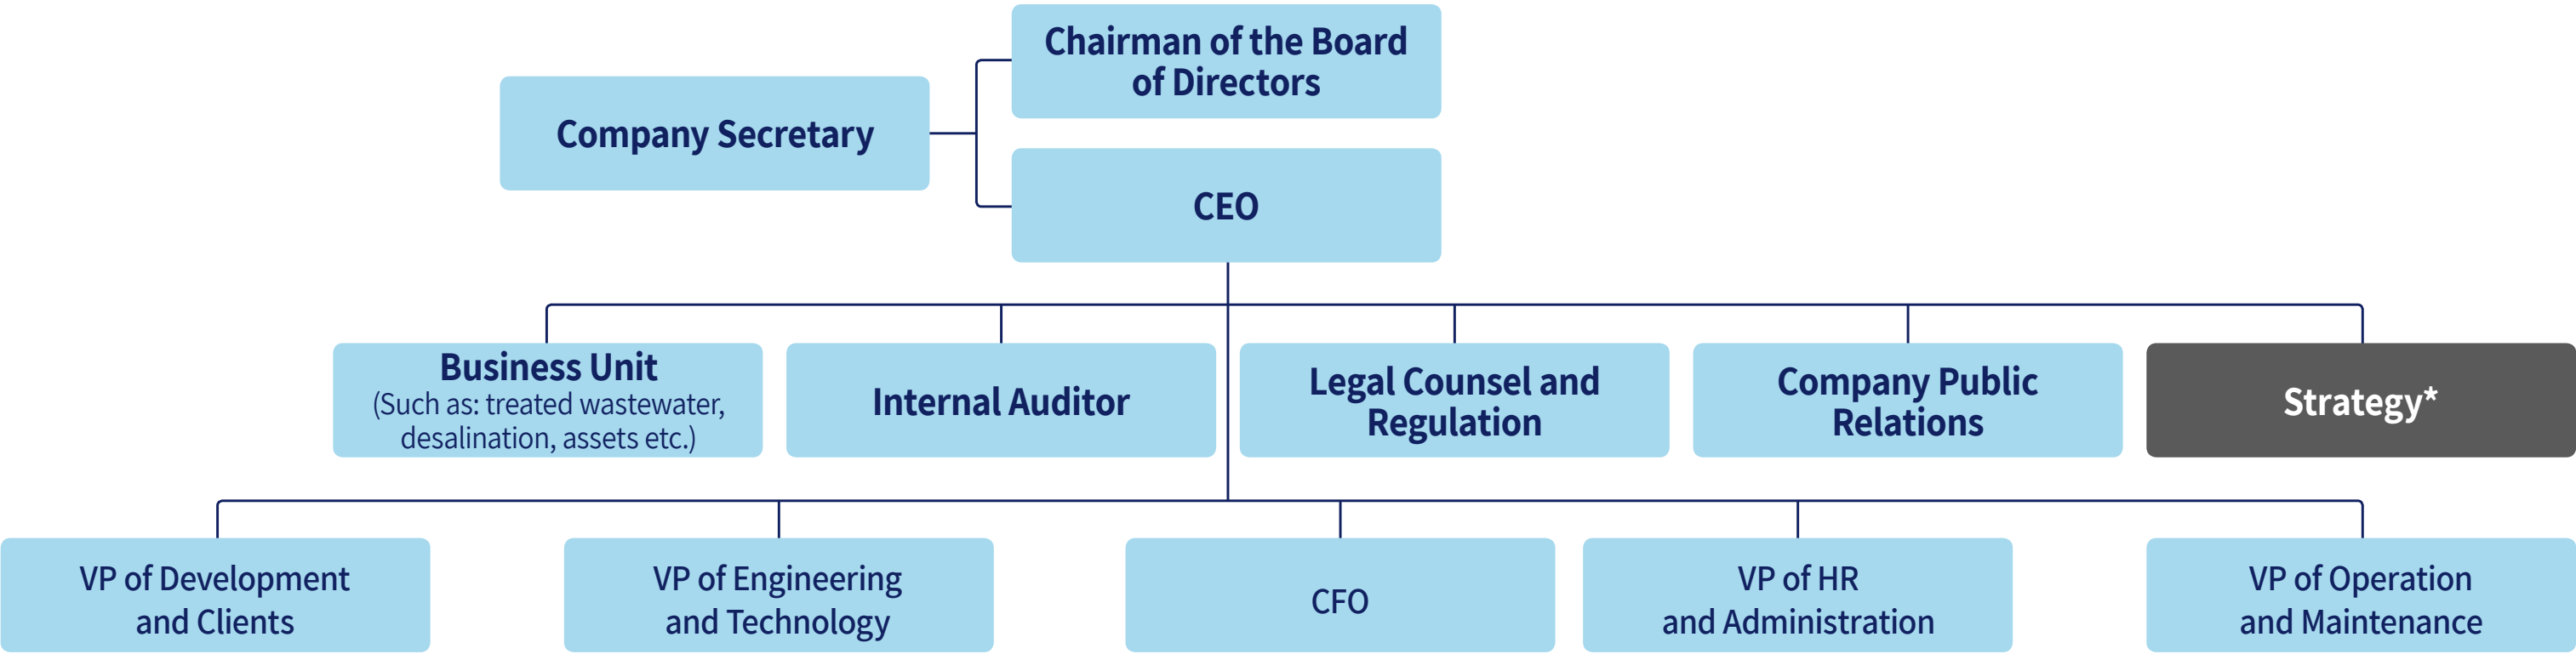 Chairman of the Board
of Directors
Company Secretary
CEO
Business Unit
(Such as: treated wastewater,
desalination, assets etc.)
Internal Auditor
Legal Counsel and
Regulation
Company Public
Relations
Strategy*
VP of Development
and Clients
VP of Engineering
and Technology
CFO
VP of HR
and Administration
VP of Operation
and Maintenance